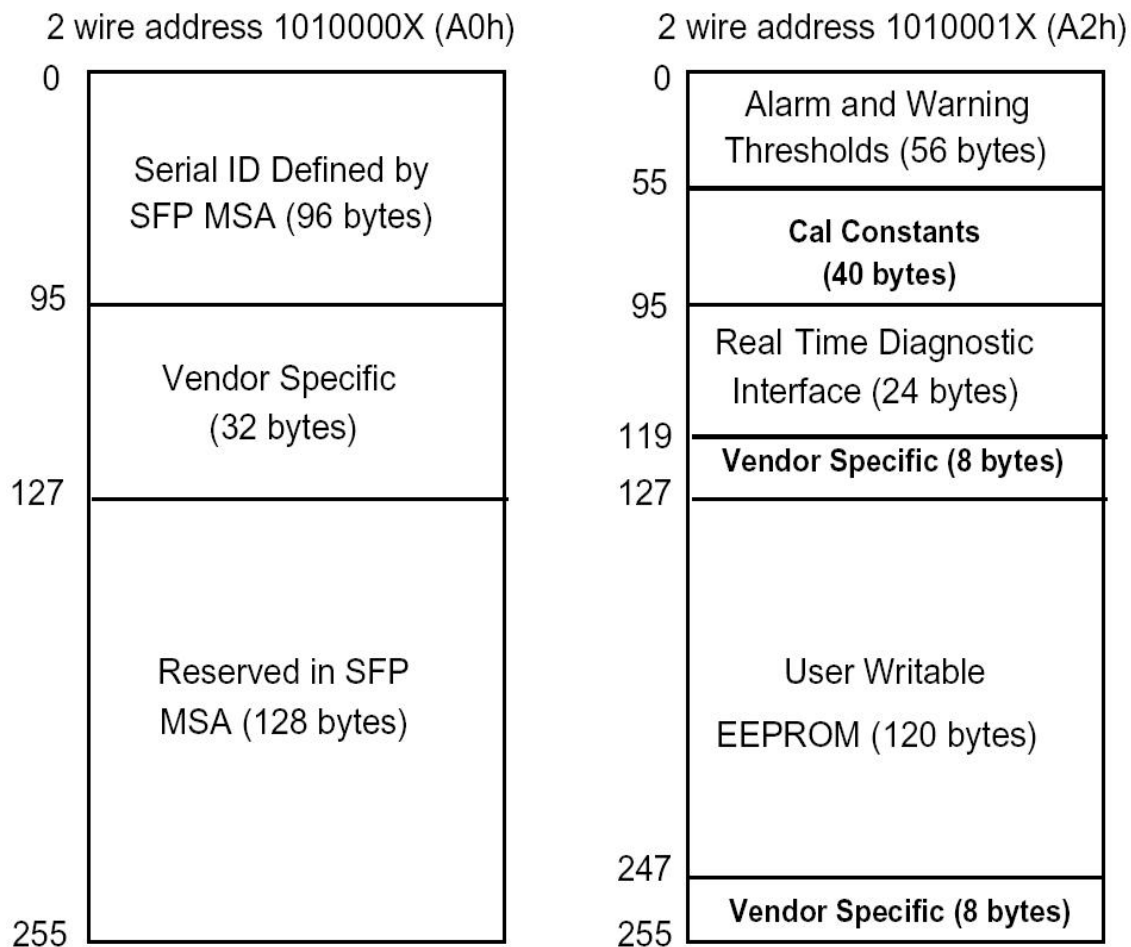 2 wire address 1010000X (A0h)
0
Serial ID Defined by
SFP MSA (96 bytes)
95
Vendor Specific
(32 bytes)
127
Reserved in SFP
MSA (128 bytes)
255
2 wire address 1010001X (A2h)
0
Alarm and Warning
Thresholds (56 bytes)
55
Cal Constants
(40 bytes)
95
Real Time Diagnostic
Interface (24 bytes)
119
Vendor Specific (8 bytes)
127
User Writable
EEPROM (120 bytes)
247
Vendor Specific (8 bytes)
255